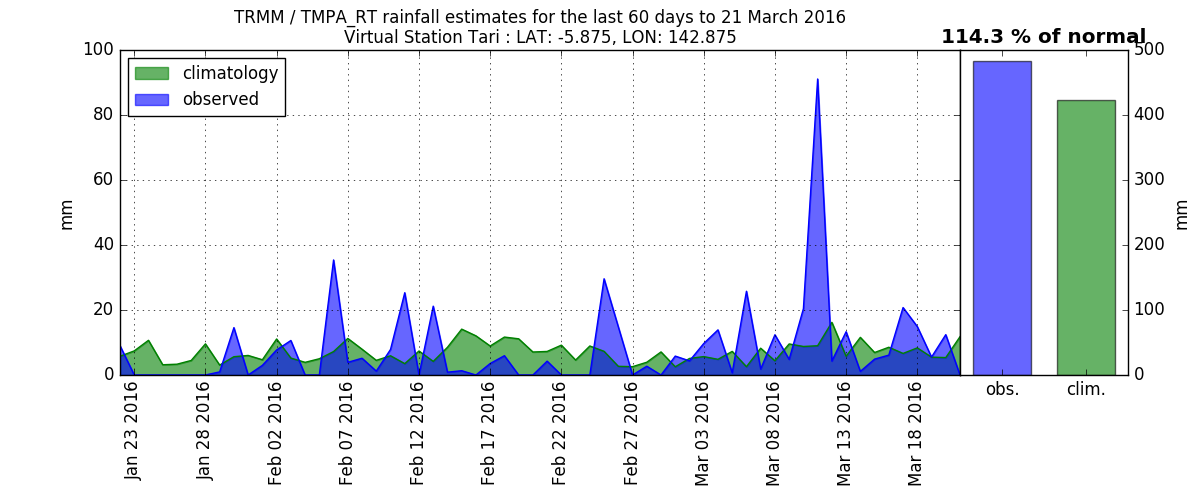 TRMM / TMPA_RT rainfall estimates for the last 60 days to 21 March 2016
Virtual Station Tari : LAT: -5.875, LON: 142.875
114.3 % of normal
climatology
observed
100
80
60
40
20
0
mm
Jan 23 2016
Jan 28 2016
Feb 02 2016
Feb 07 2016
Feb 12 2016
Feb 17 2016
Feb 22 2016
Feb 27 2016
Mar 03 2016
Mar 08 2016
Mar 13 2016
Mar 18 2016
obs.
clim.
500
400
300
200
100
0
mm